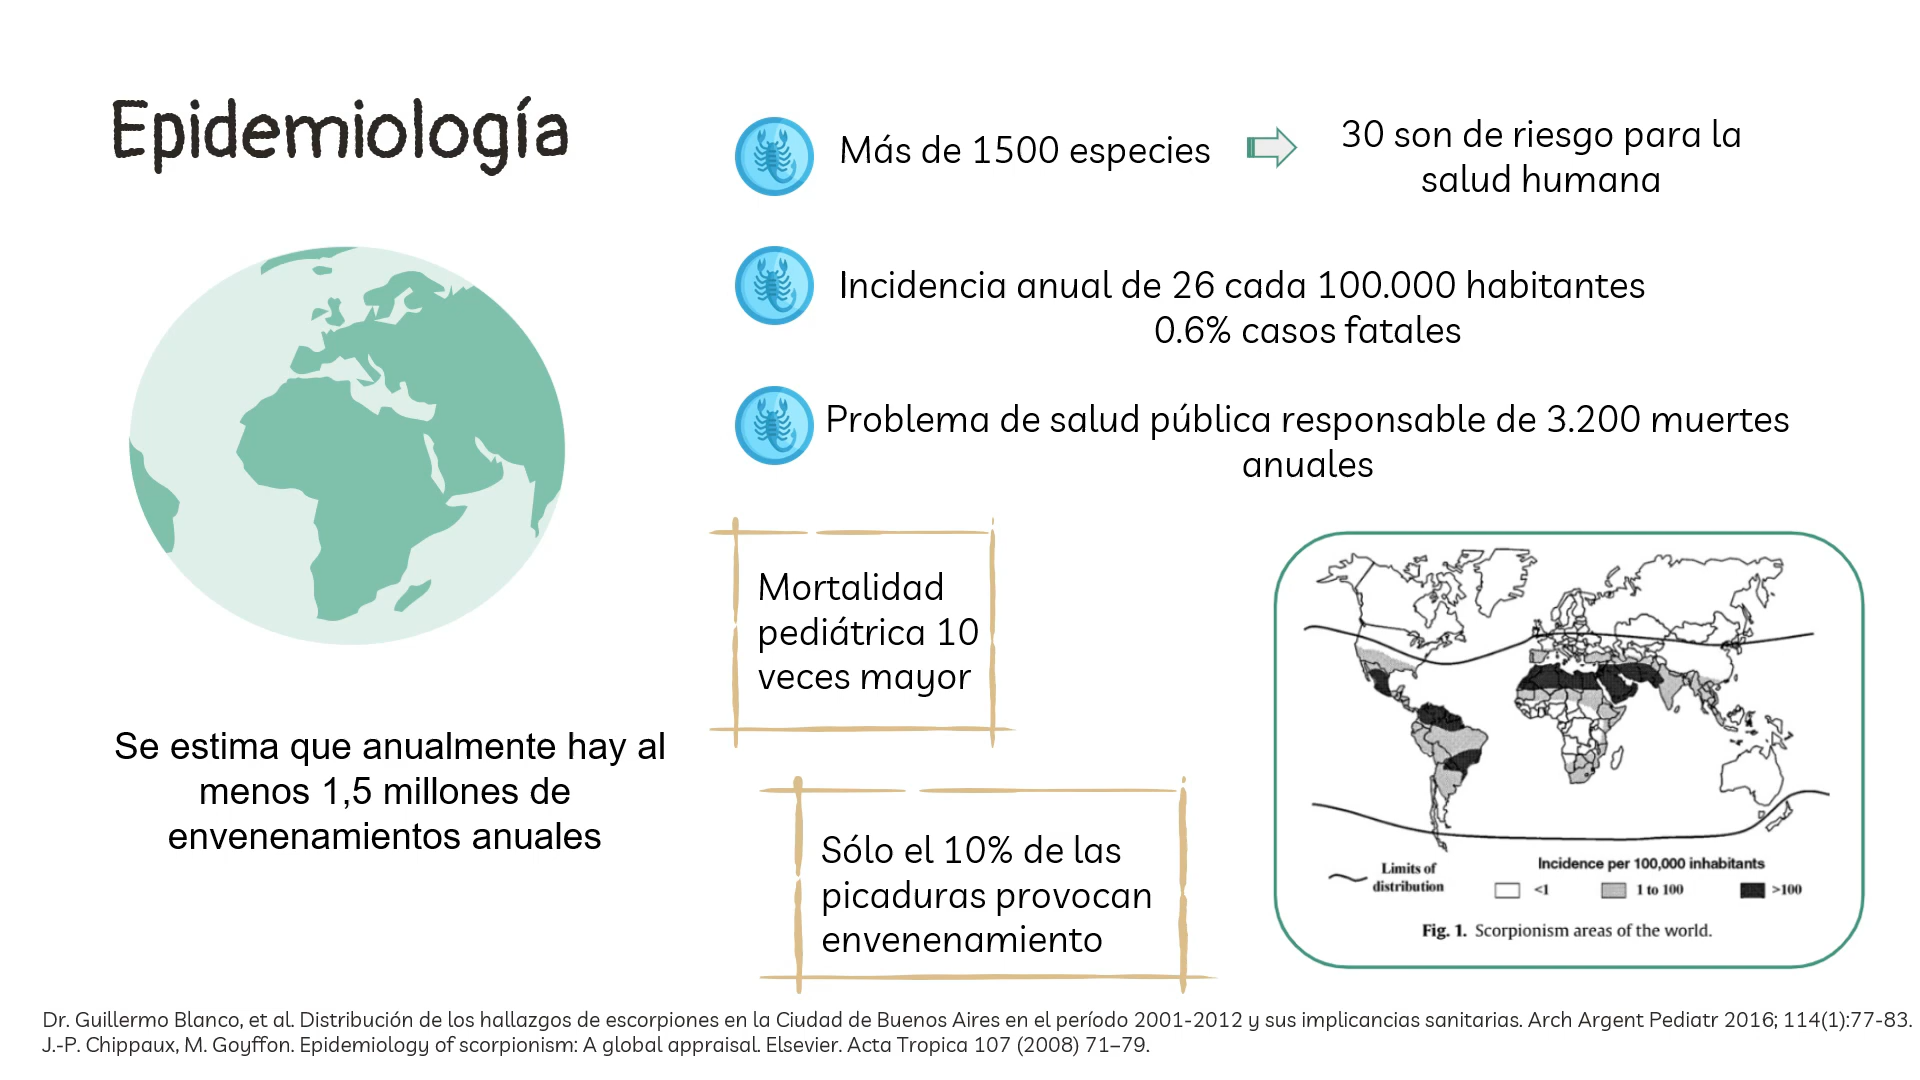 Epidemiología
Más de 1500 especies
30 son de riesgo para la
salud humana
Incidencia anual de 26 cada 100.000 habitantes
0.6% casos fatales
Problema de salud pública responsable de 3.200 muertes
anuales
Se estima que anualmente hay al
menos 1,5 millones de
envenenamientos anuales
Mortalidad
pediátrica 10
veces mayor
Sólo el 10% de las
picaduras provocan
envenenamiento
Limits of
distribution
Incidence per 100,000 inhabitants
<1
1 to 100
>100
Fig. 1. Scorpionism areas of the world.
Dr. Guillermo Blanco, et al. Distribución de los hallazgos de escorpiones en la Ciudad de Buenos Aires en el período 2001-2012 y sus implicancias sanitarias. Arch Argent Pediatr 2016; 114(1):77-83.
J.-P. Chippaux, M. Goyffon. Epidemiology of scorpionism: A global appraisal. Elsevier. Acta Tropica 107 (2008) 71–79.